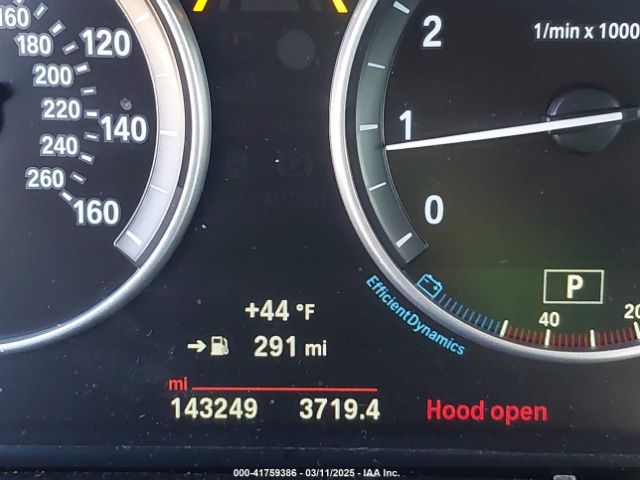 160
180
200
220
240
260
120
140
160
2
1
0
1/min x 1000
P
EfficientDynamics
40
20
+44 °F
291 mi
mi
143249 3719.4 Hood open
000-41759386 - 03/11/2025 - IAA Inc.